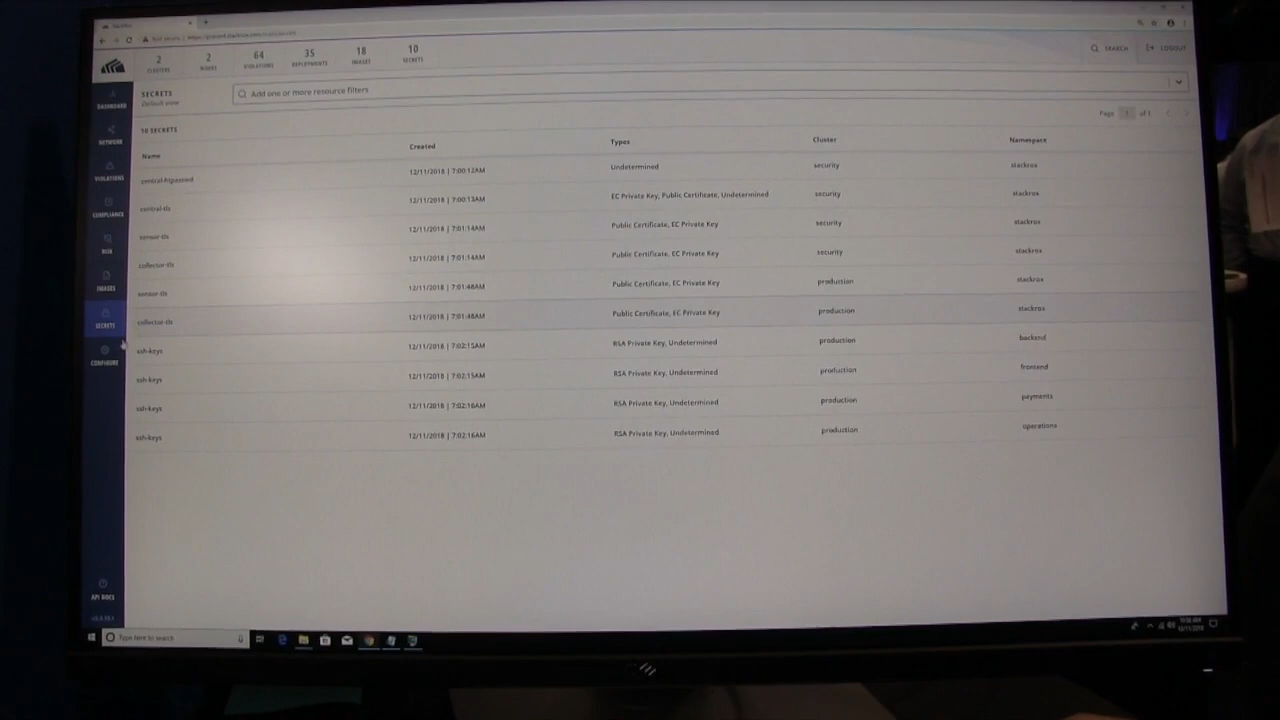 2 2 64 35 18 10
CLUSTERS NODES VIOLATIONS DEPLOYMENTS IMAGES SECRETS
SEARCH LOGOUT
SECRETS
Default view
Add one or more resource filters
10 SECRETS
Page 1 of 1
Name Created Types Cluster Namespace
central-htpasswd 12/11/2018 | 7:00:12AM Undetermined security stackrox
central-tls 12/11/2018 | 7:00:13AM EC Private Key, Public Certificate, Undetermined security stackrox
sensor-tls 12/11/2018 | 7:01:14AM Public Certificate, EC Private Key security stackrox
collector-tls 12/11/2018 | 7:01:14AM Public Certificate, EC Private Key security stackrox
sensor-tls 12/11/2018 | 7:01:48AM Public Certificate, EC Private Key production stackrox
collector-tls 12/11/2018 | 7:01:48AM Public Certificate, EC Private Key production stackrox
ssh-keys 12/11/2018 | 7:02:15AM RSA Private Key, Undetermined production backend
ssh-keys 12/11/2018 | 7:02:15AM RSA Private Key, Undetermined production frontend
ssh-keys 12/11/2018 | 7:02:16AM RSA Private Key, Undetermined production payments
ssh-keys 12/11/2018 | 7:02:16AM RSA Private Key, Undetermined production operations
DASHBOARD
NETWORK
VIOLATIONS
COMPLIANCE
RISK
IMAGES
SECRETS
CONFIGURE
API DOCS
Type here to search
12/11/2018